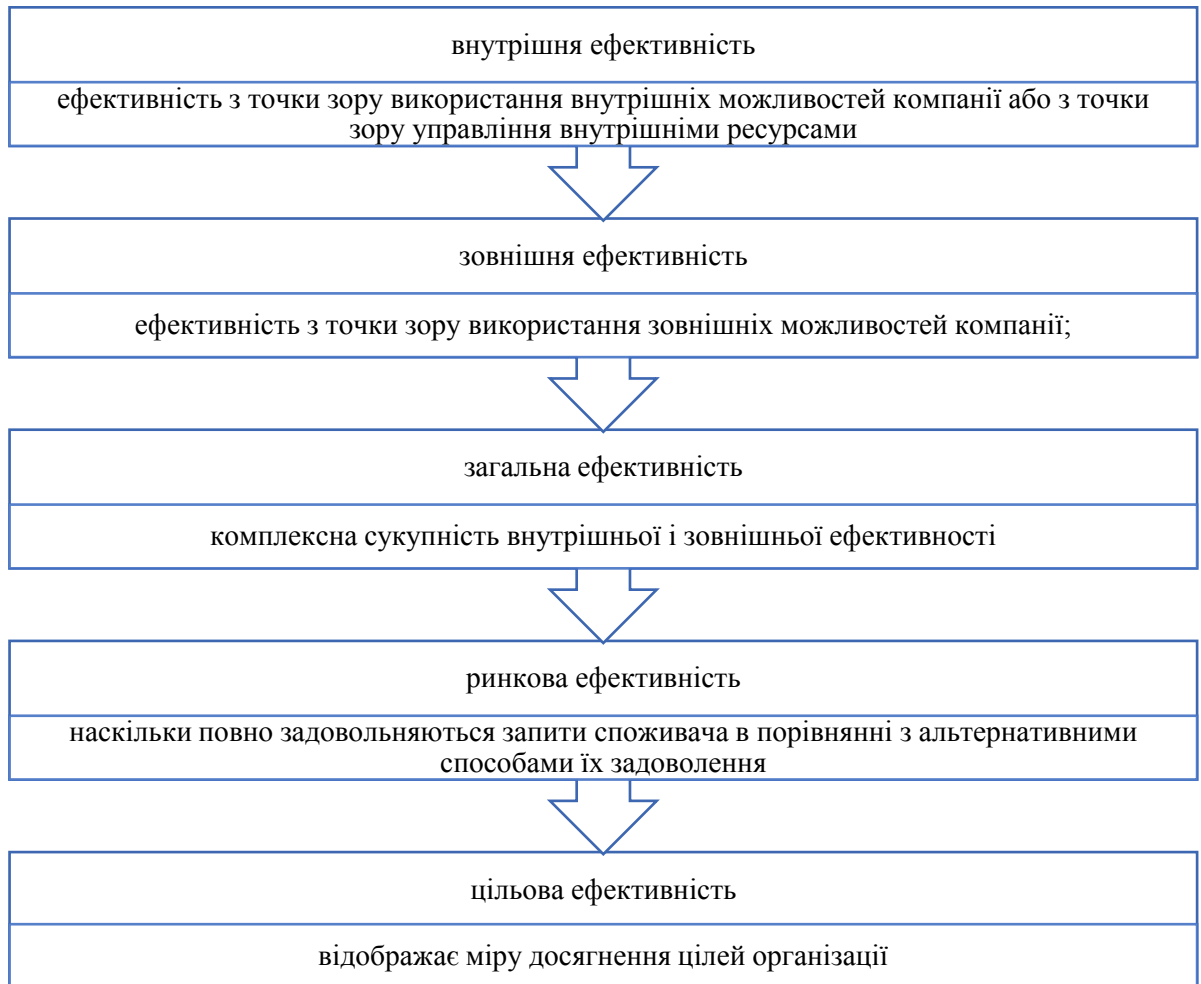 внутрішня ефективність
ефективність з точки зору використання внутрішніх можливостей компанії або з точки
зору управління внутрішніми ресурсами
зовнішня ефективність
ефективність з точки зору використання зовнішніх можливостей компанії;
загальна ефективність
комплексна сукупність внутрішньої і зовнішньої ефективності
ринкова ефективність
наскільки повно задовольняються запити споживача в порівнянні з альтернативними
способами їх задоволення
цільова ефективність
відображає міру досягнення цілей організації